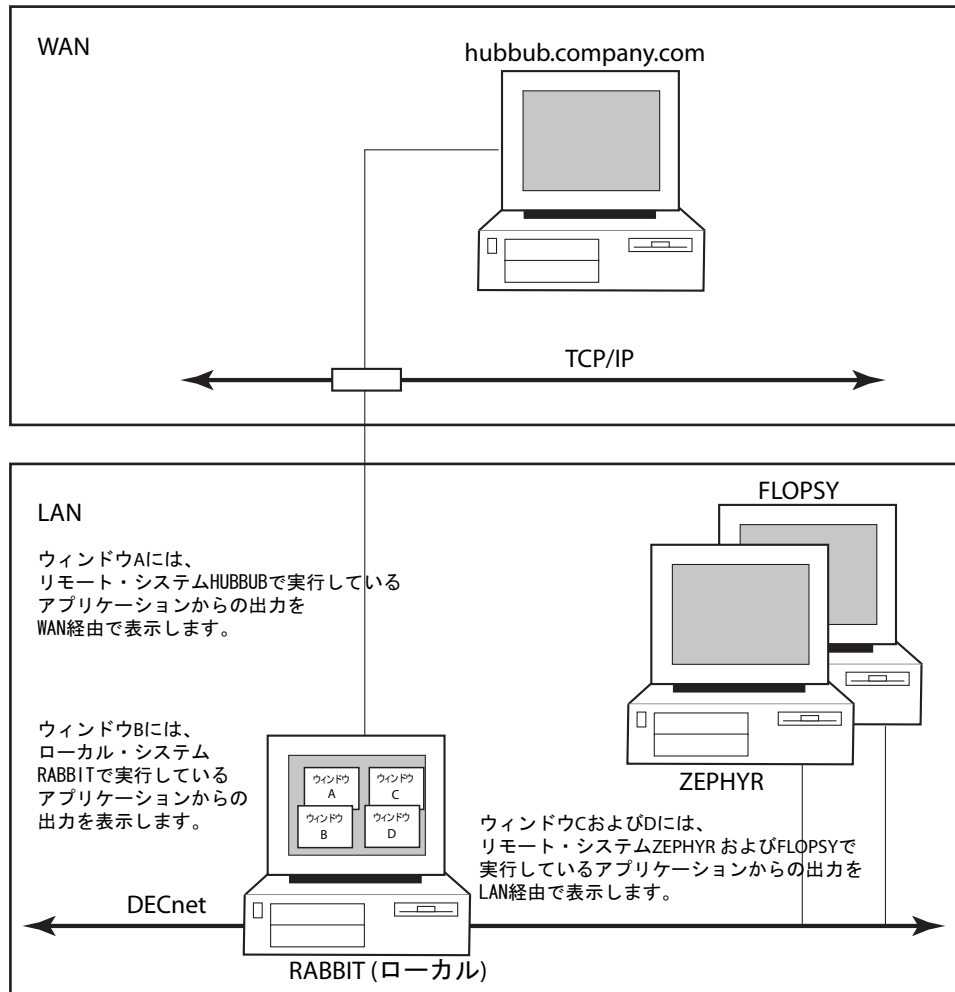 WAN
hubbub.company.com
TCP/IP
LAN
FLOPSY
ウィンドウAには、
リモート・システムHUBBUBで実行している
アプリケーションからの出力を
WAN経由で表示します。
ZEPHYR
ウィンドウBには、
ローカル・システム
RABBITで実行している
アプリケーションからの
出力を表示します。
ウィンドウ
A
ウィンドウ
C
ウィンドウ
B
ウィンドウ
D
ウィンドウCおよびDには、
リモート・システムZEPHYR およびFLOPSYで
実行しているアプリケーションからの出力を
LAN経由で表示します。
DECnet
RABBIT (ローカル)